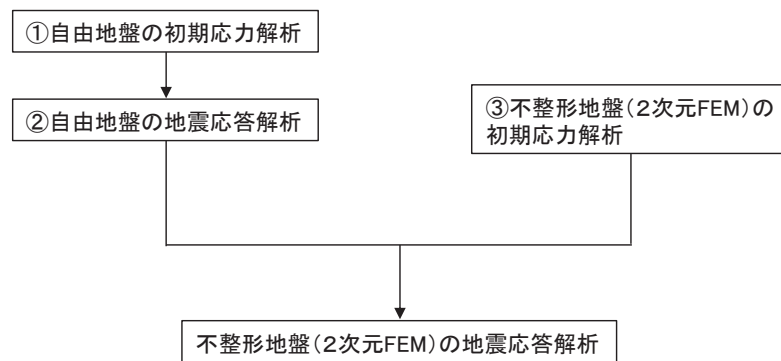 ①自由地盤の初期応力解析
②自由地盤の地震応答解析
③不整形地盤(2次元FEM)の
初期応力解析
不整形地盤(2次元FEM)の地震応答解析